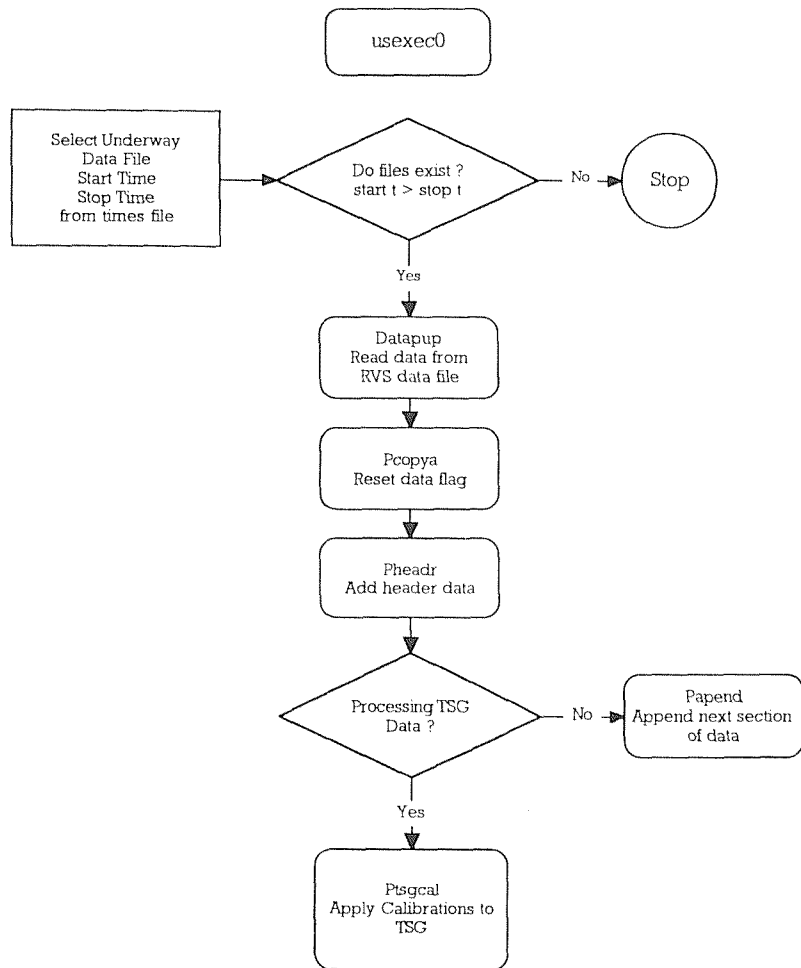 usexec0
Select Underway
Data File
Start Time
Stop Time
from times file
Do files exist ?
start t > stop t
No
Stop
Yes
Datapup
Read data from
RVS data file
Pcopya
Reset data flag
Pheadr
Add header data
Processing TSG
Data ?
No
Papend
Append next section
of data
Yes
Ptsgcal
Apply Calibrations to
TSG